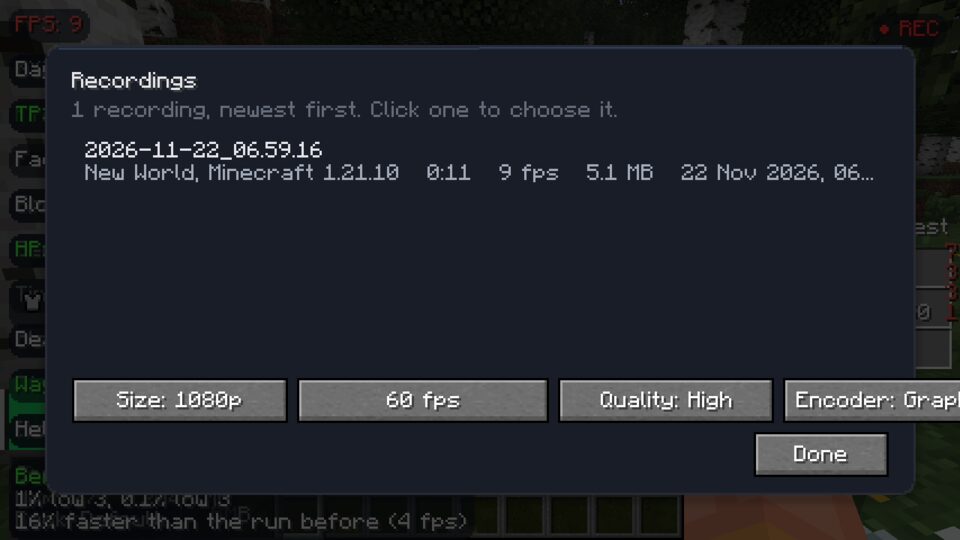 FPS: 9
REC
Recordings
1 recording, newest first. Click one to choose it.
2026-11-22_06.59.16
New World, Minecraft 1.21.10 0:11 9 fps 5.1 MB 22 Nov 2026, 06...
Size: 1080p
60 fps
Quality: High
Encoder: Grap
Done
1% low 3, 0.1% low 3
16% faster than the run before (4 fps)